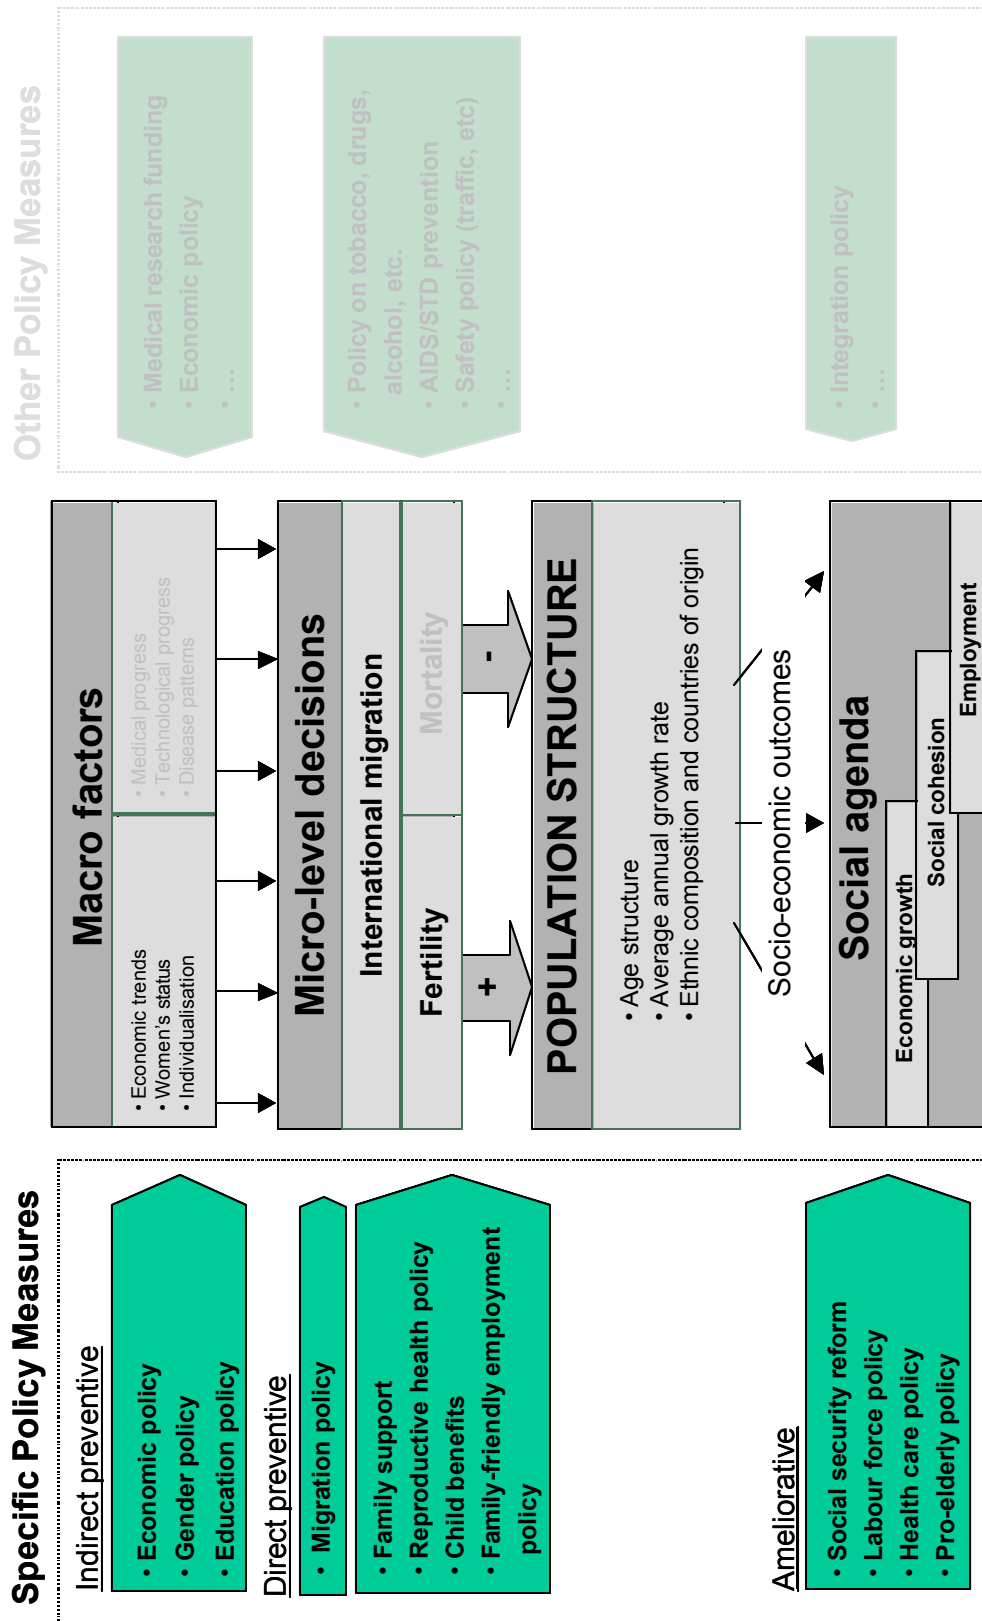 Specific Policy Measures
Indirect preventive
• Economic policy
• Gender policy
• Education policy
Direct preventive
• Migration policy
• Family support
• Reproductive health policy
• Child benefits
• Family-friendly employment
policy
Ameliorative
• Social security reform
• Labour force policy
• Health care policy
• Pro-elderly policy
Macro factors
• Economic trends
• Women's status
• Individualisation
• Medical progress
• Technological progress
• Disease patterns
Micro-level decisions
International migration
Fertility
Mortality
+
-
POPULATION STRUCTURE
• Age structure
• Average annual growth rate
• Ethnic composition and countries of origin
Socio-economic outcomes
Social agenda
Economic growth
Social cohesion
Employment
Other Policy Measures
• Medical research funding
• Economic policy
• …
• Policy on tobacco, drugs,
alcohol, etc.
• AIDS/STD prevention
• Safety policy (traffic, etc)
• …
• Integration policy
• …